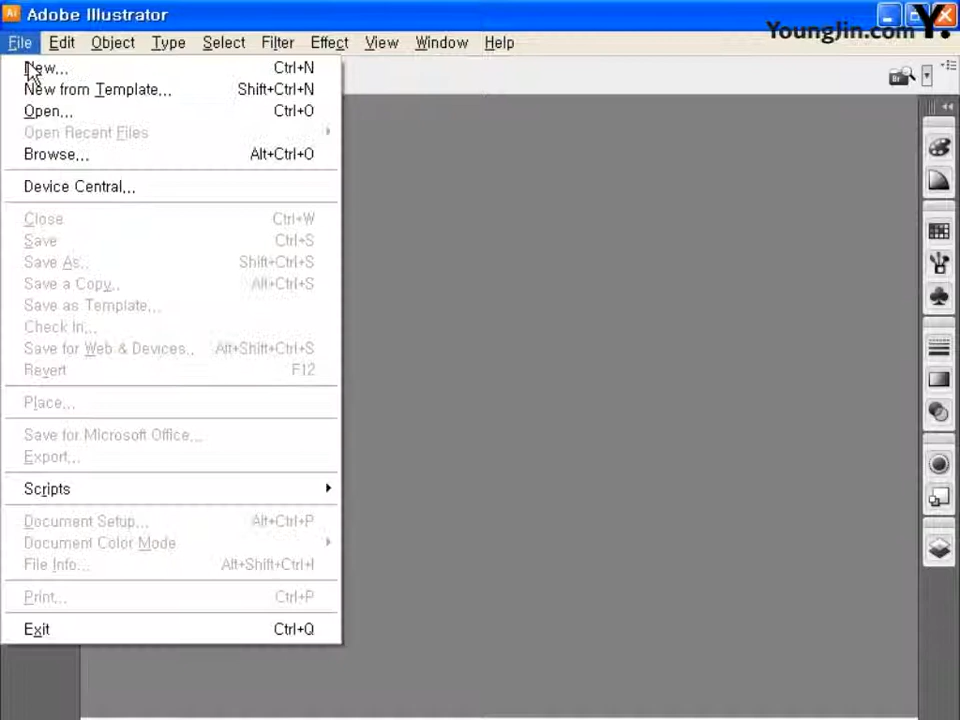 Ai Adobe Illustrator
YoungJin.com Y.
File Edit Object Type Select Filter Effect View Window Help
New... Ctrl+N
New from Template... Shift+Ctrl+N
Open... Ctrl+O
Open Recent Files
Browse... Alt+Ctrl+O
Device Central...
Close Ctrl+W
Save Ctrl+S
Save As... Shift+Ctrl+S
Save a Copy... Alt+Ctrl+S
Save as Template...
Check In...
Save for Web & Devices... Alt+Shift+Ctrl+S
Revert F12
Place...
Save for Microsoft Office...
Export...
Scripts
Document Setup... Alt+Ctrl+P
Document Color Mode
File Info... Alt+Shift+Ctrl+I
Print... Ctrl+P
Exit Ctrl+Q
Br